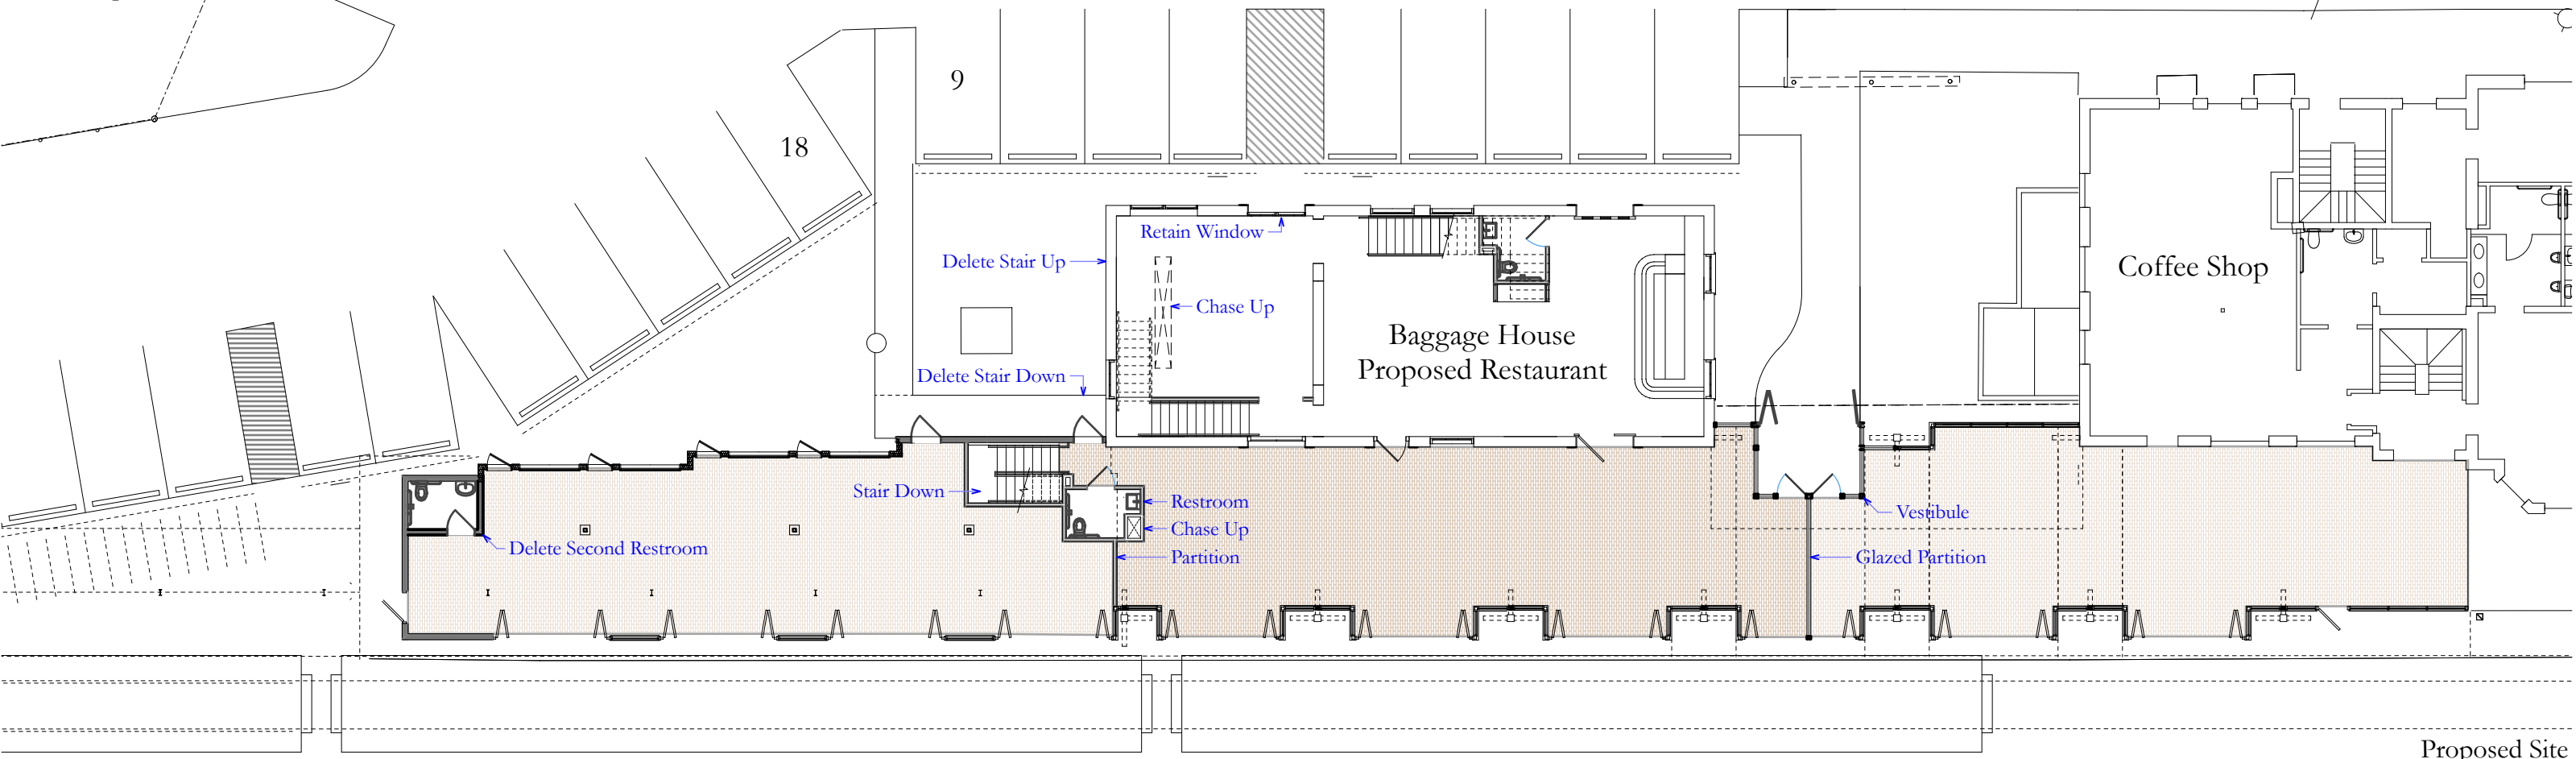 9
18
Retain Window
Delete Stair Up
Chase Up
Coffee Shop
Baggage House
Proposed Restaurant
Delete Stair Down
Stair Down
Restroom
Chase Up
Partition
Vestibule
Glazed Partition
Delete Second Restroom
Proposed Site